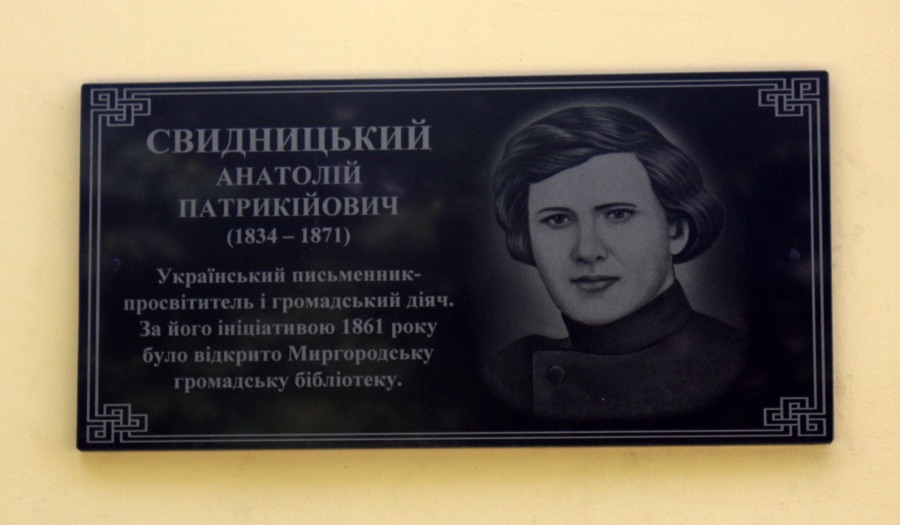 СВИДНИЦЬКИЙ
АНАТОЛІЙ
ПАТРИКІЙОВИЧ
(1834 – 1871)
Український письменник-
просвітитель і громадський діяч.
За його ініціативою 1861 року
було відкрито Миргородську
громадську бібліотеку.